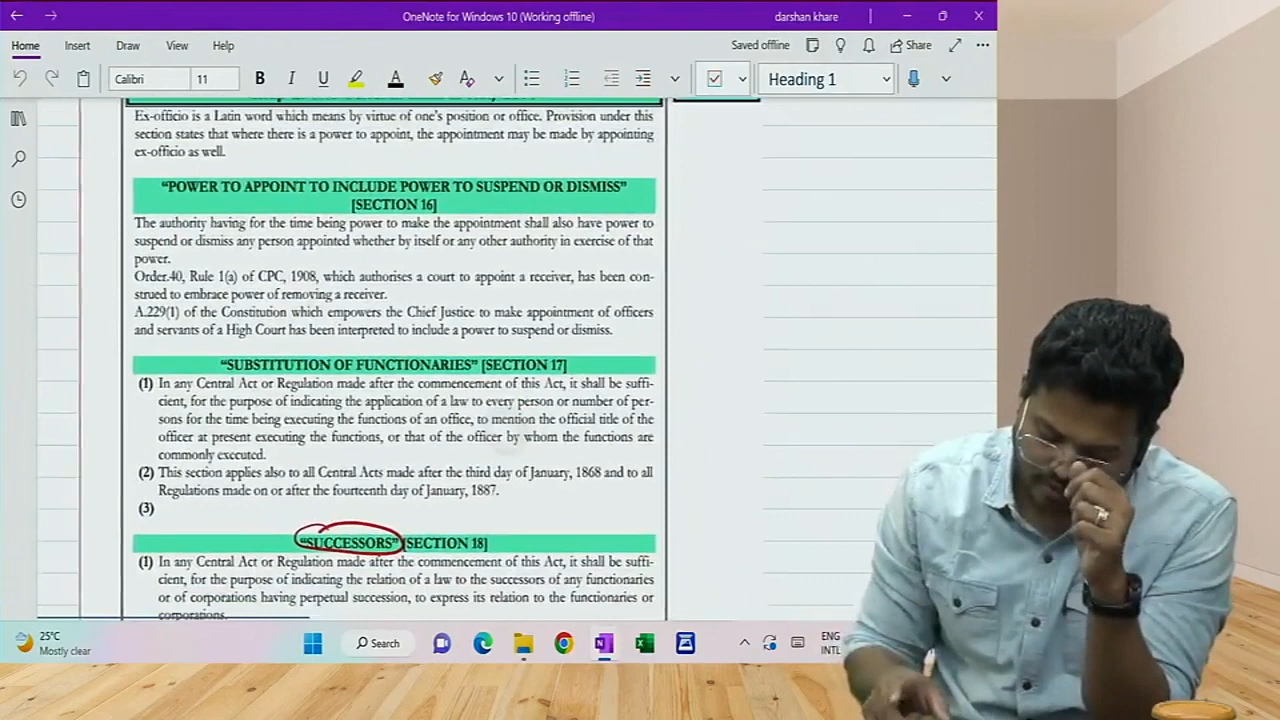 OneNote for Windows 10 (Working offline)
darshan khare
Home Insert Draw View Help
Saved offline
Share
Calibri 11 B I U A Heading 1
Ex-officio is a Latin word which means by virtue of one's position or office. Provision under this
section states that where there is a power to appoint, the appointment may be made by appointing
ex-officio as well.
“POWER TO APPOINT TO INCLUDE POWER TO SUSPEND OR DISMISS”
[SECTION 16]
The authority having for the time being power to make the appointment shall also have power to
suspend or dismiss any person appointed whether by itself or any other authority in exercise of that
power.
Order.40, Rule 1(a) of CPC, 1908, which authorises a court to appoint a receiver, has been con-
strued to embrace power of removing a receiver.
A.229(1) of the Constitution which empowers the Chief Justice to make appointment of officers
and servants of a High Court has been interpreted to include a power to suspend or dismiss.
“SUBSTITUTION OF FUNCTIONARIES” [SECTION 17]
(1) In any Central Act or Regulation made after the commencement of this Act, it shall be suffi-
cient, for the purpose of indicating the application of a law to every person or number of per-
sons for the time being executing the functions of an office, to mention the official title of the
officer at present executing the functions, or that of the officer by whom the functions are
commonly executed.
(2) This section applies also to all Central Acts made after the third day of January, 1868 and to all
Regulations made on or after the fourteenth day of January, 1887.
(3)
“SUCCESSORS” [SECTION 18]
(1) In any Central Act or Regulation made after the commencement of this Act, it shall be suffi-
cient, for the purpose of indicating the relation of a law to the successors of any functionaries
or of corporations having perpetual succession, to express its relation to the functionaries or
corporations.
25°C
Mostly clear
Search
ENG
INTL